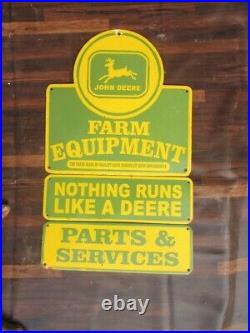 JOHN DEERE
FARM
EQUIPMENT
NOTHING RUNS
LIKE A DEERE
PARTS &
SERVICES